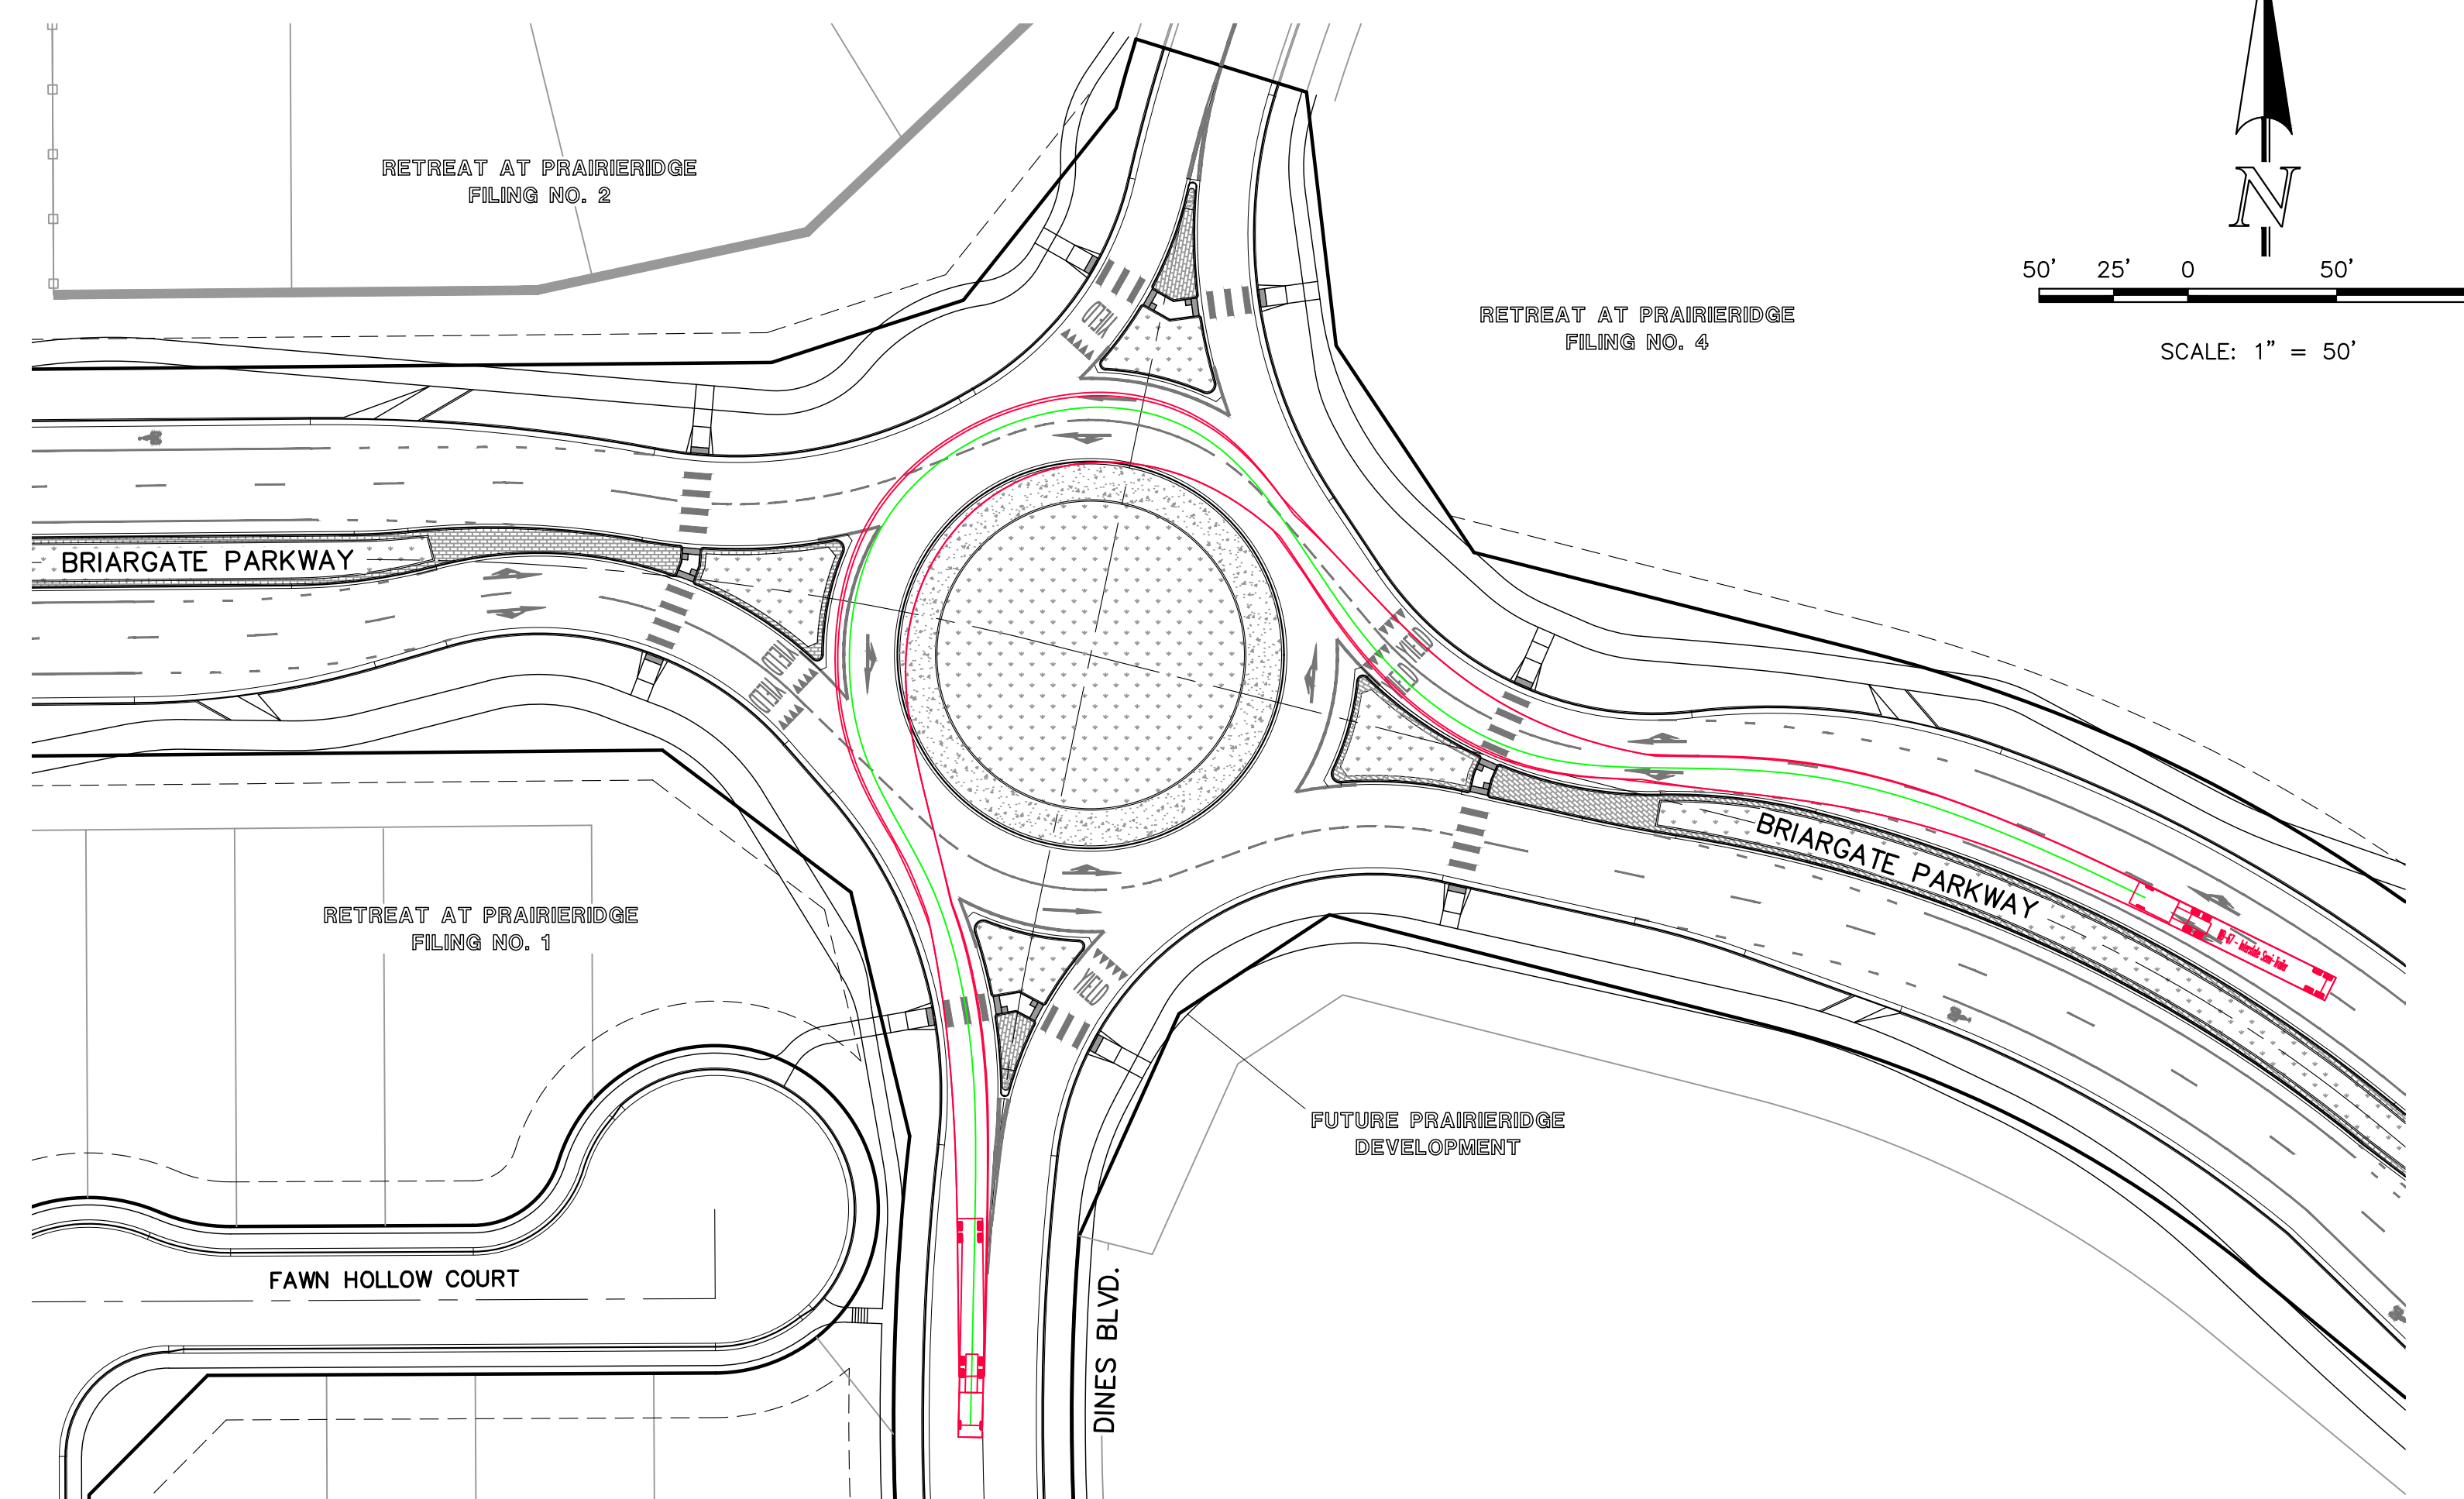 RETREAT AT PRAIRIERIDGE
FILING NO. 2
N
50' 25' 0 50'
SCALE: 1" = 50'
RETREAT AT PRAIRIERIDGE
FILING NO. 4
YIELD
BRIARGATE PARKWAY
YIELD
YIELD
YIELD
BRIARGATE PARKWAY
RETREAT AT PRAIRIERIDGE
FILING NO. 1
YIELD
FUTURE PRAIRIERIDGE
DEVELOPMENT
FAWN HOLLOW COURT
DINES BLVD.